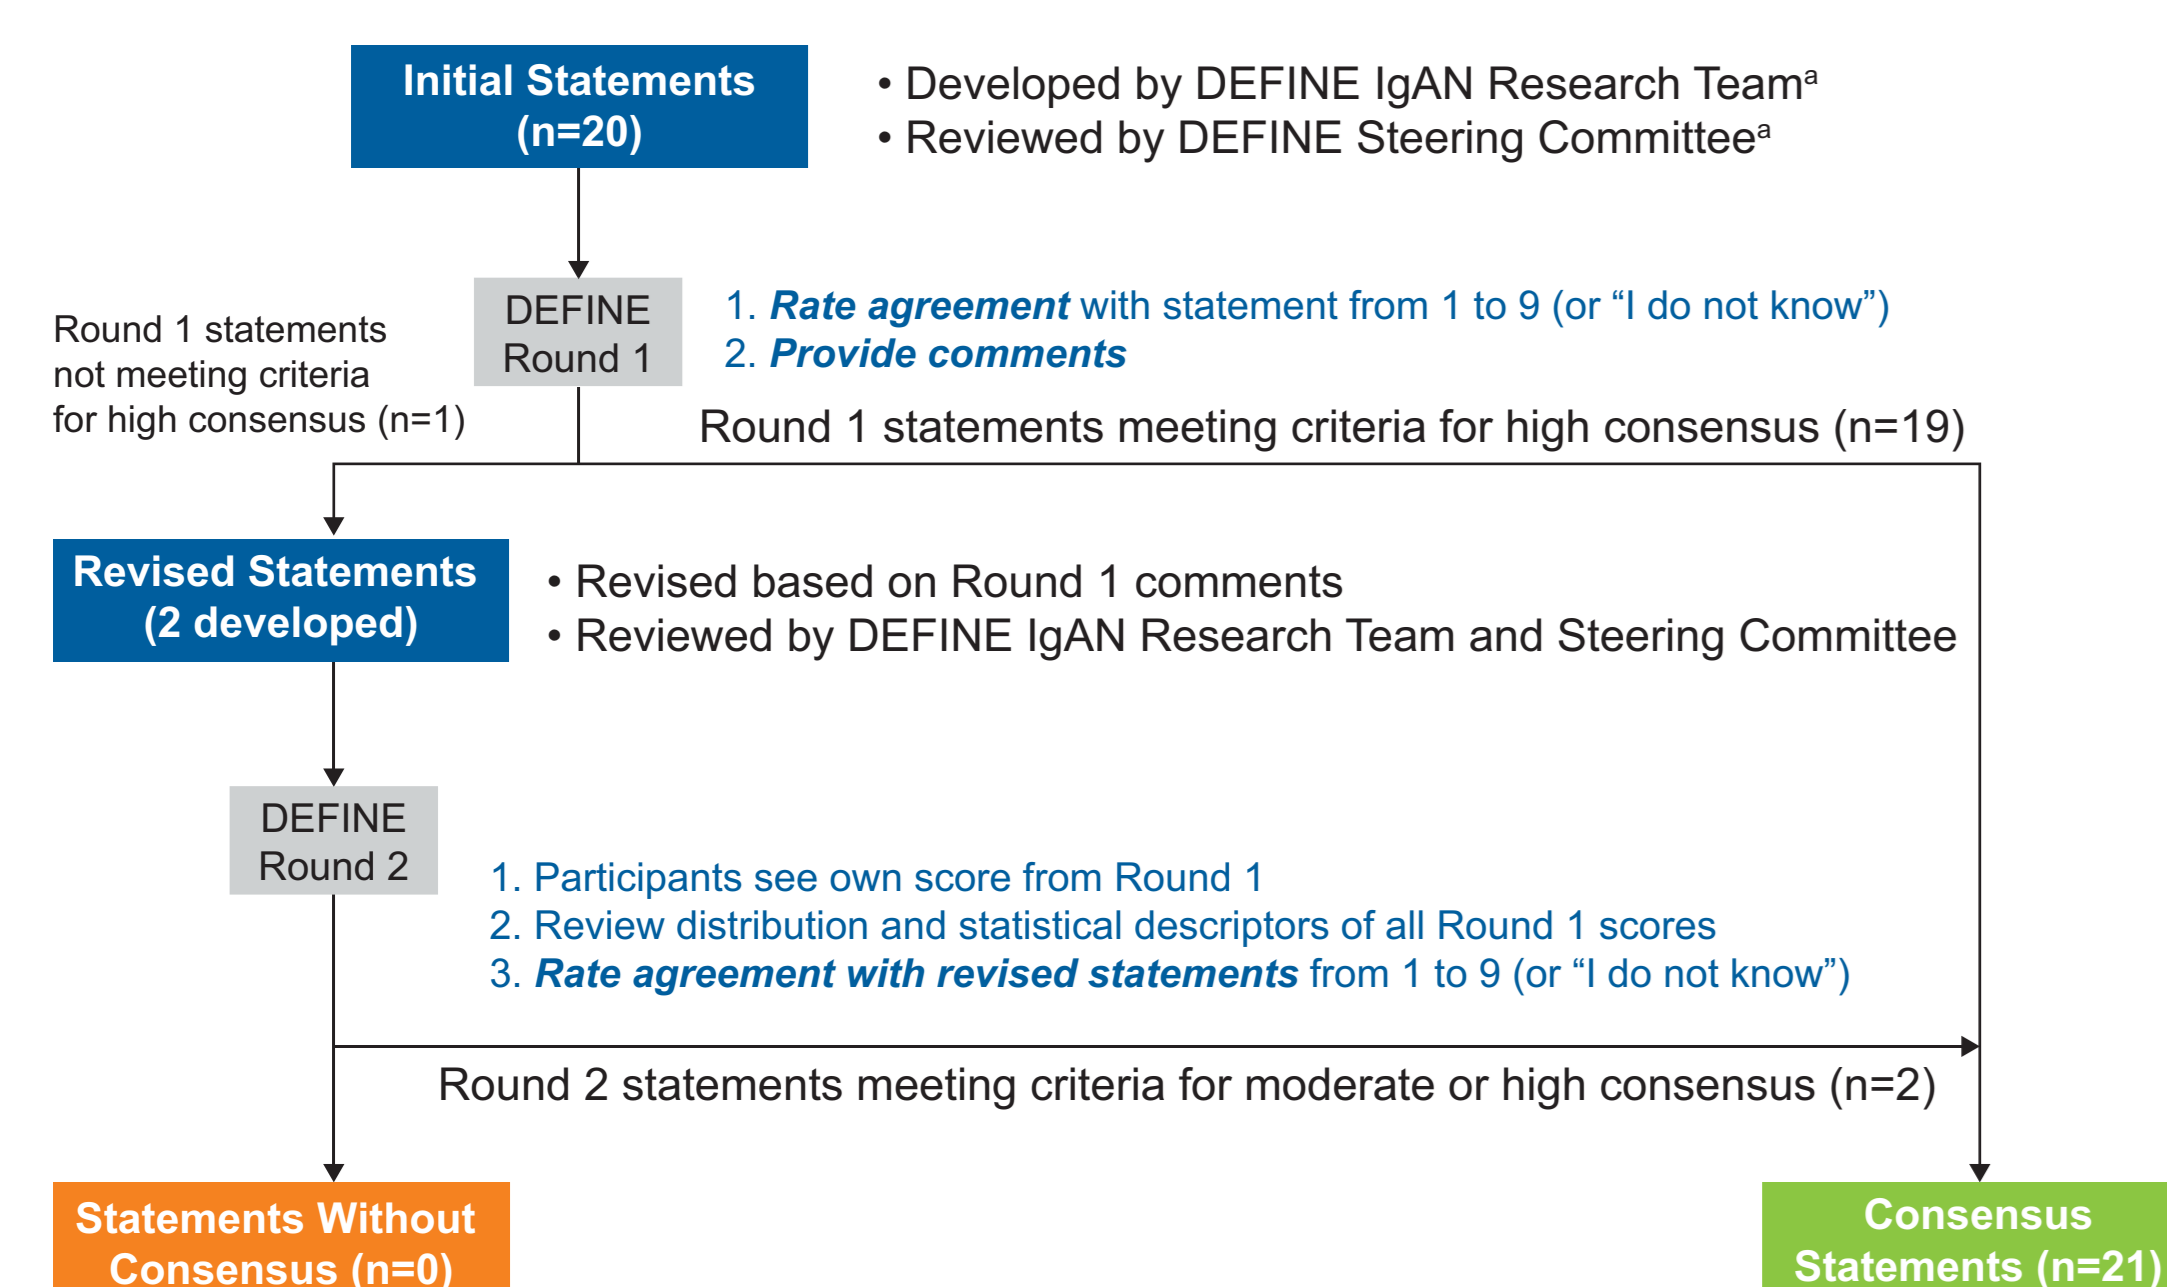 Initial Statements
(n=20)
• Developed by DEFINE IgAN Research Teamᵃ
• Reviewed by DEFINE Steering Committeeᵃ
DEFINE
Round 1
1. Rate agreement with statement from 1 to 9 (or “I do not know”)
2. Provide comments
Round 1 statements
not meeting criteria
for high consensus (n=1)
Round 1 statements meeting criteria for high consensus (n=19)
Revised Statements
(2 developed)
• Revised based on Round 1 comments
• Reviewed by DEFINE IgAN Research Team and Steering Committee
DEFINE
Round 2
1. Participants see own score from Round 1
2. Review distribution and statistical descriptors of all Round 1 scores
3. Rate agreement with revised statements from 1 to 9 (or “I do not know”)
Round 2 statements meeting criteria for moderate or high consensus (n=2)
Statements Without
Consensus (n=0)
Consensus
Statements (n=21)